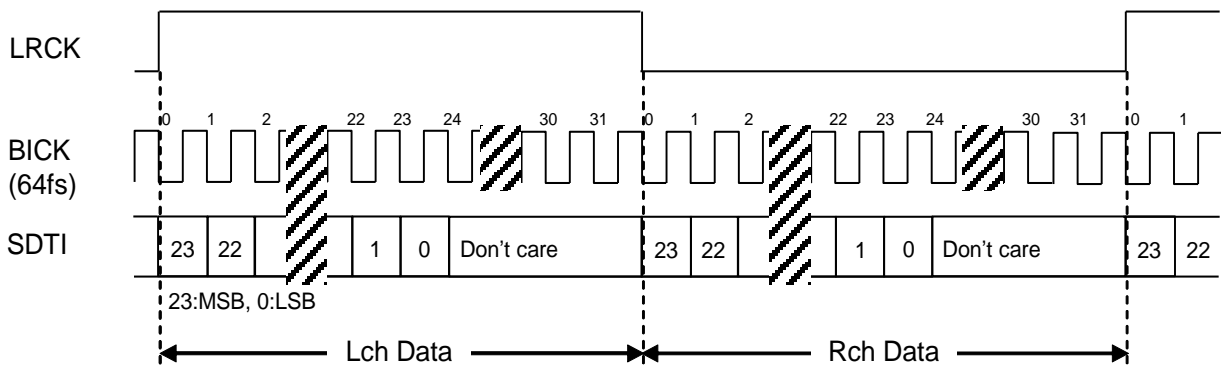 LRCK
0 1 2 22 23 24 30 31 0 1 2 22 23 24 30 31 0 1
BICK
(64fs)
SDTI 23 22 1 0 Don't care 23 22 1 0 Don't care 23 22
23:MSB, 0:LSB
Lch Data Rch Data